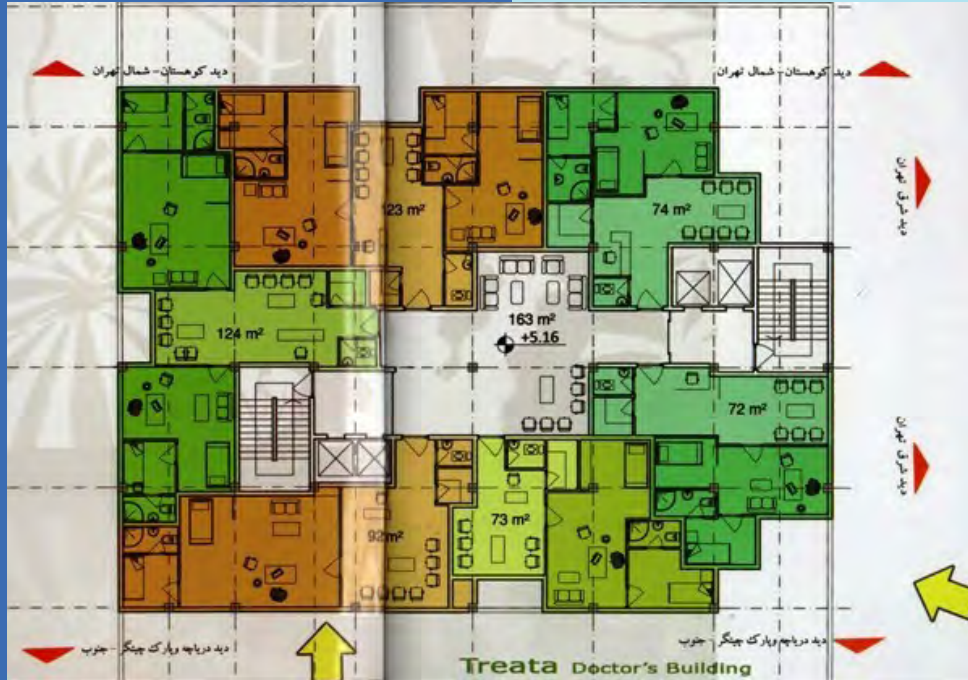 دید کوهستان - شمال تهران
دید کوهستان - شمال تهران
دید شرق تهران
123 m²
74 m²
163 m²
+5.16
124 m²
72 m²
دید شرق تهران
92 m²
73 m²
دید دریاچه وپارک چیتگر - جنوب
دید دریاچه وپارک چیتگر - جنوب
Treata Doctor's Building